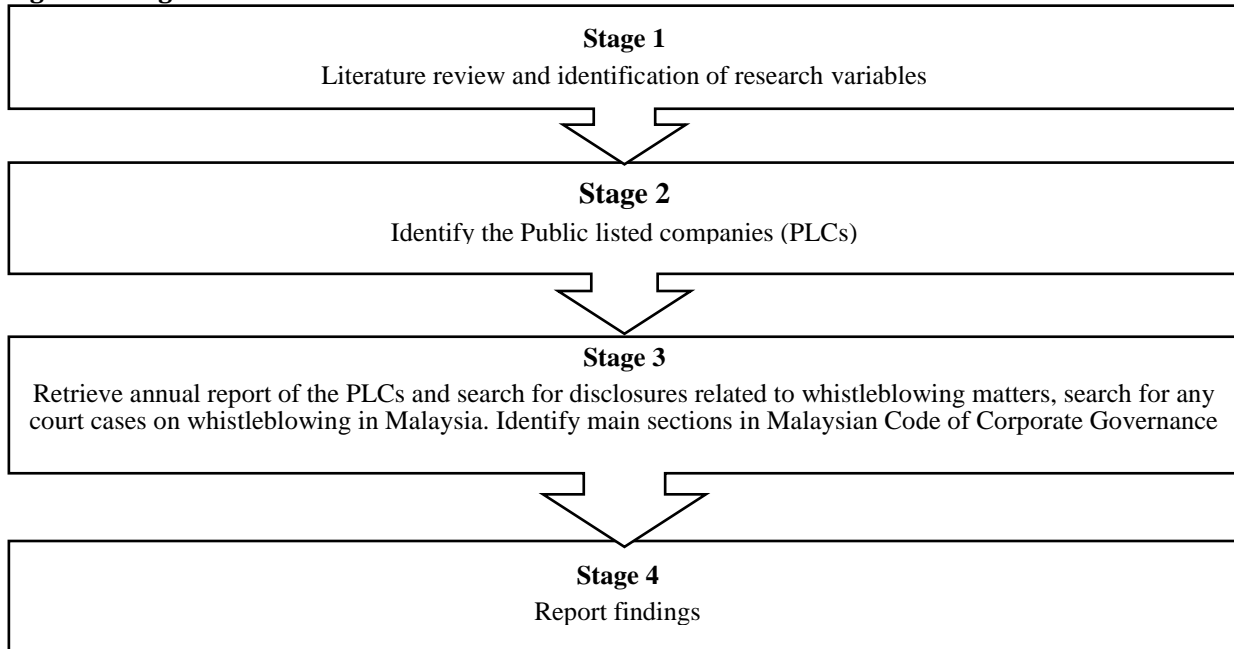 Stage 1
Literature review and identification of research variables
Stage 2
Identify the Public listed companies (PLCs)
Stage 3
Retrieve annual report of the PLCs and search for disclosures related to whistleblowing matters, search for any
court cases on whistleblowing in Malaysia. Identify main sections in Malaysian Code of Corporate Governance
Stage 4
Report findings